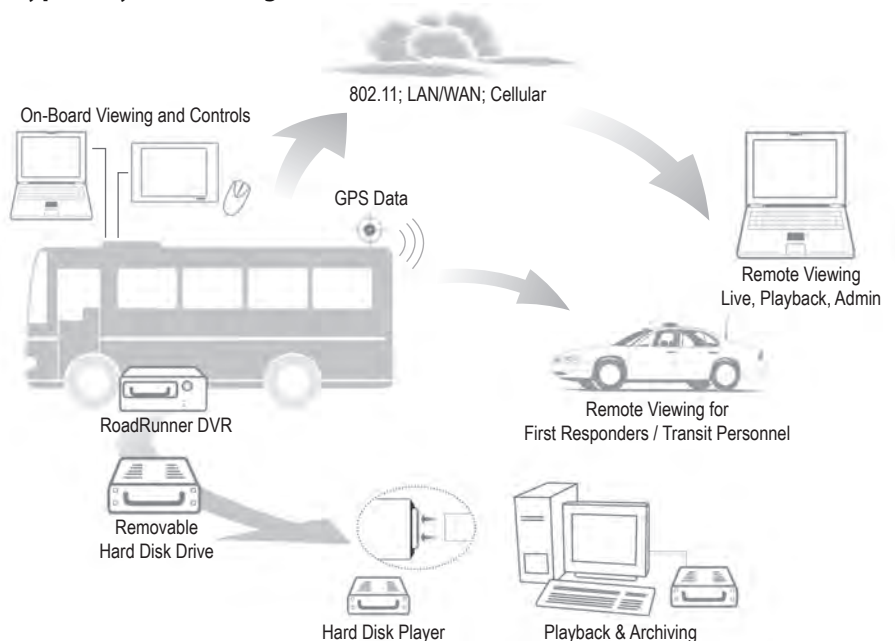 802.11; LAN/WAN; Cellular
On-Board Viewing and Controls
GPS Data
Remote Viewing
Live, Playback, Admin
RoadRunner DVR
Remote Viewing for
First Responders / Transit Personnel
Removable
Hard Disk Drive
Hard Disk Player
Playback & Archiving